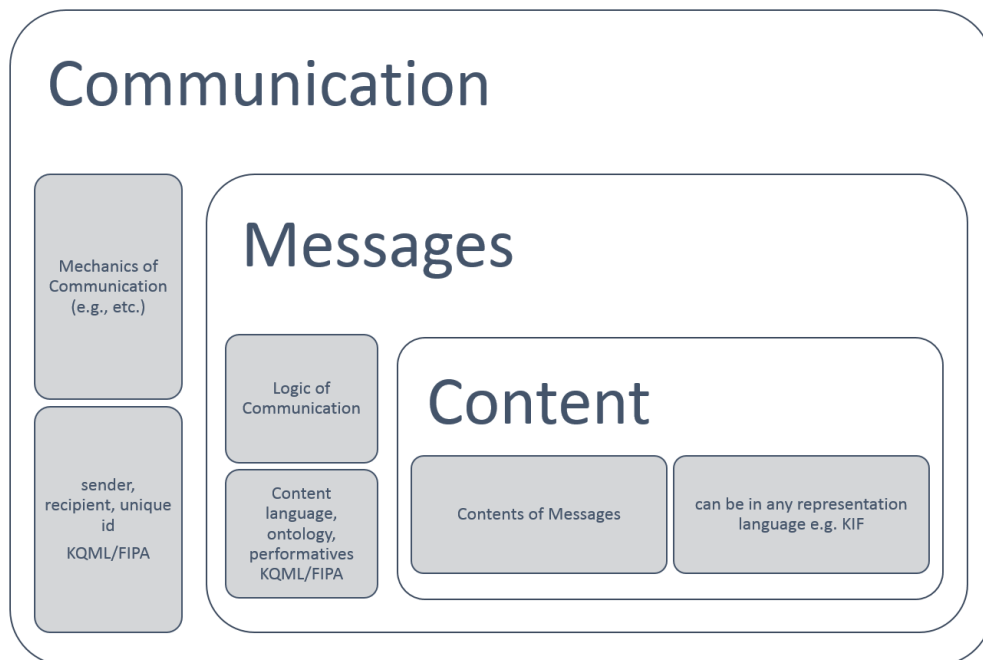 Communication
Mechanics of
Communication
(e.g., etc.)
sender,
recipient, unique
id
KQML/FIPA
Messages
Logic of
Communication
Content
language,
ontology,
performatives
KQML/FIPA
Content
Contents of Messages
can be in any representation
language e.g. KIF